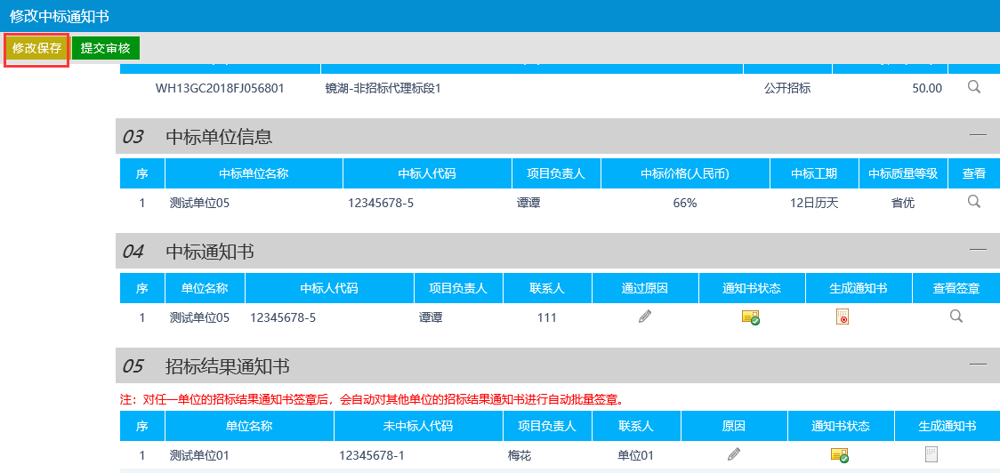 修改中标通知书
修改保存 提交审核
WH13GC2018FJ056801 镜湖-非招标代理标段1 公开招标 50.00
03 中标单位信息
序 中标单位名称 中标人代码 项目负责人 中标价格(人民币) 中标工期 中标质量等级 查看
1 测试单位05 12345678-5 谭谭 66% 12日历天 省优
04 中标通知书
序 单位名称 中标人代码 项目负责人 联系人 通过原因 通知书状态 生成通知书 查看签章
1 测试单位05 12345678-5 谭谭 111
05 招标结果通知书
注：对任一单位的招标结果通知书签章后，会自动对其他单位的招标结果通知书进行自动批量签章。
序 单位名称 未中标人代码 项目负责人 联系人 原因 通知书状态 生成通知书
1 测试单位01 12345678-1 梅花 单位01